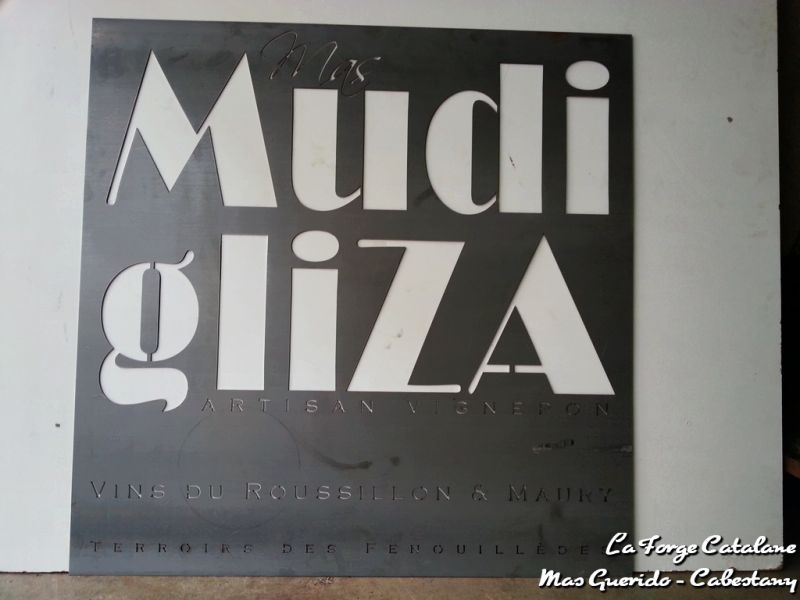 Mas
Mudi
gliZA
ARTISAN VIGNERON
VINS DU ROUSSILLON & MAURY
TERROIRS DES FENOUILLÈDES
La Forge Catalane
Mas Guerido - Cabestany